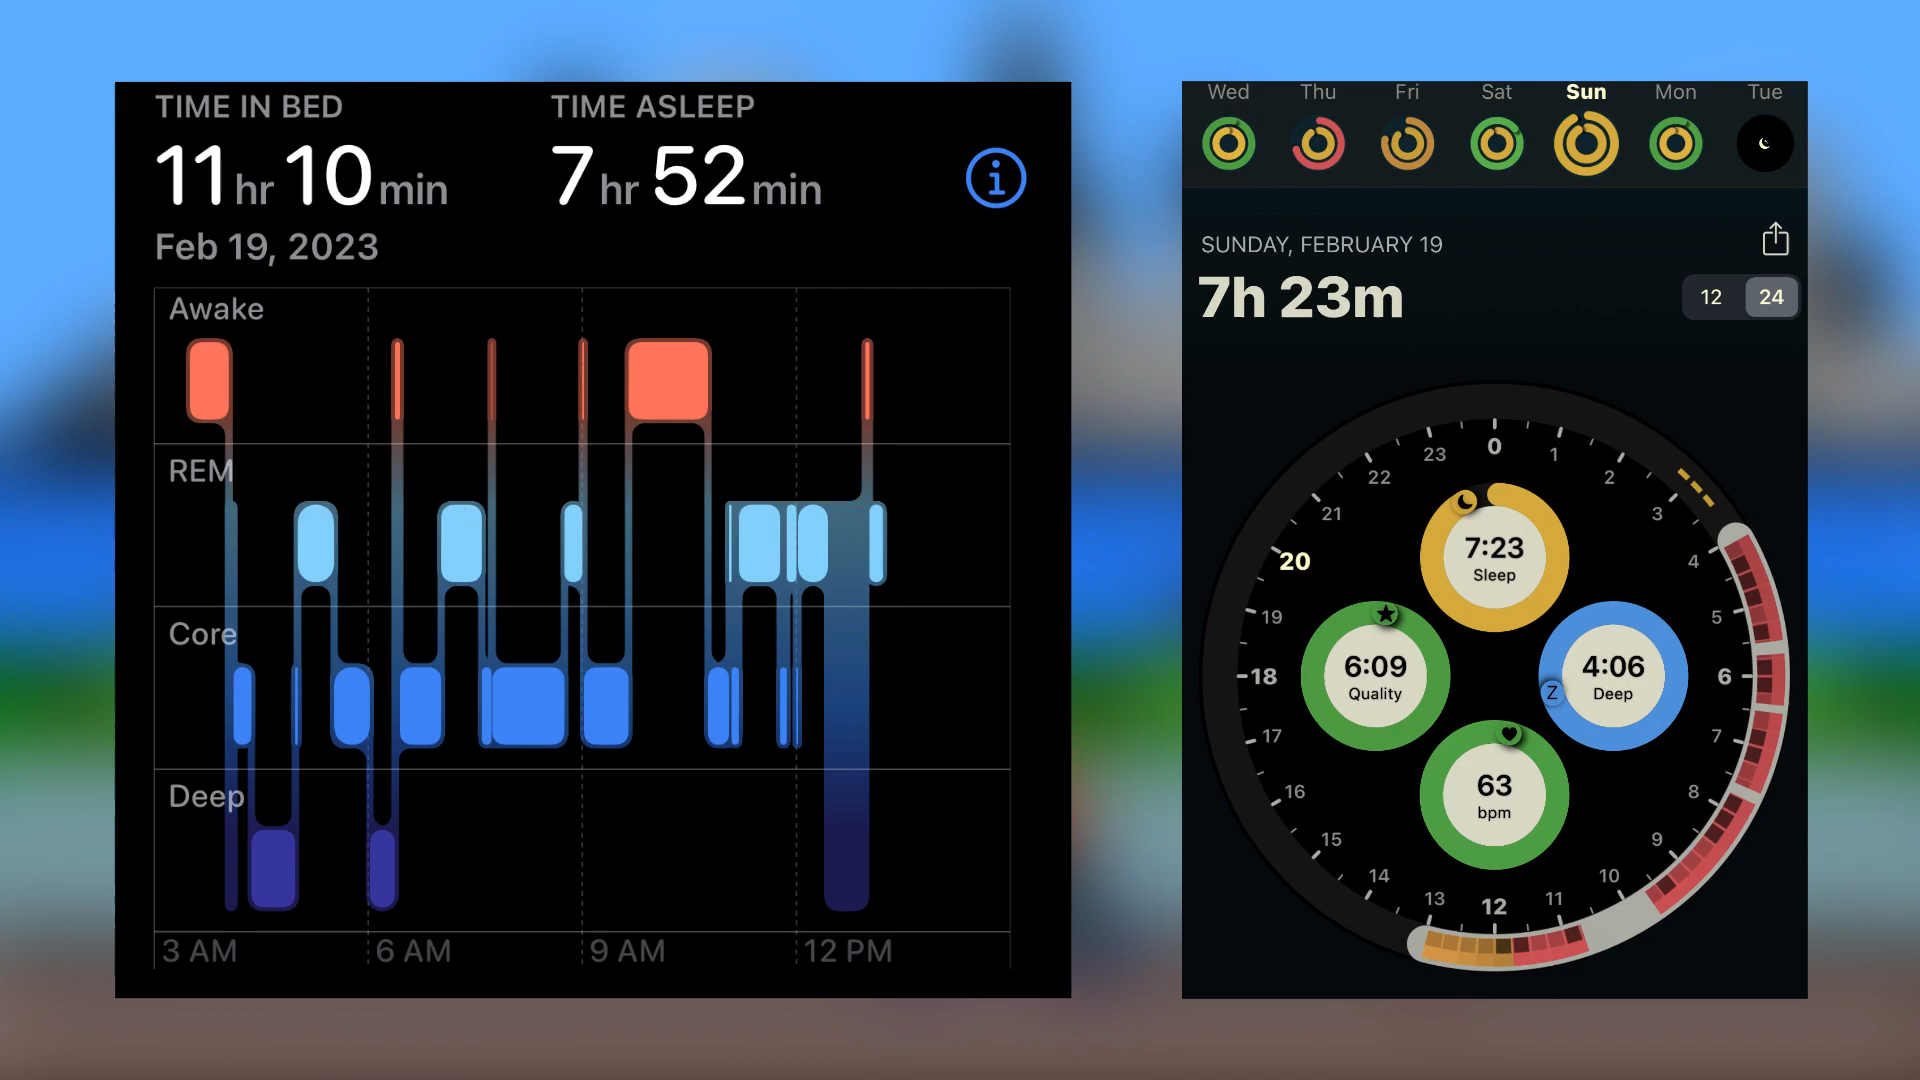 TIME IN BED
11 hr 10 min
TIME ASLEEP
7 hr 52 min
Feb 19, 2023
Awake
REM
Core
Deep
3 AM
6 AM
9 AM
12 PM
Wed
Thu
Fri
Sat
Sun
Mon
Tue
SUNDAY, FEBRUARY 19
7h 23m
12
24
0
1
2
3
4
5
6
7
8
9
10
11
12
13
14
15
16
17
18
19
20
21
22
23
7:23
Sleep
6:09
Quality
4:06
Deep
Z
63
bpm